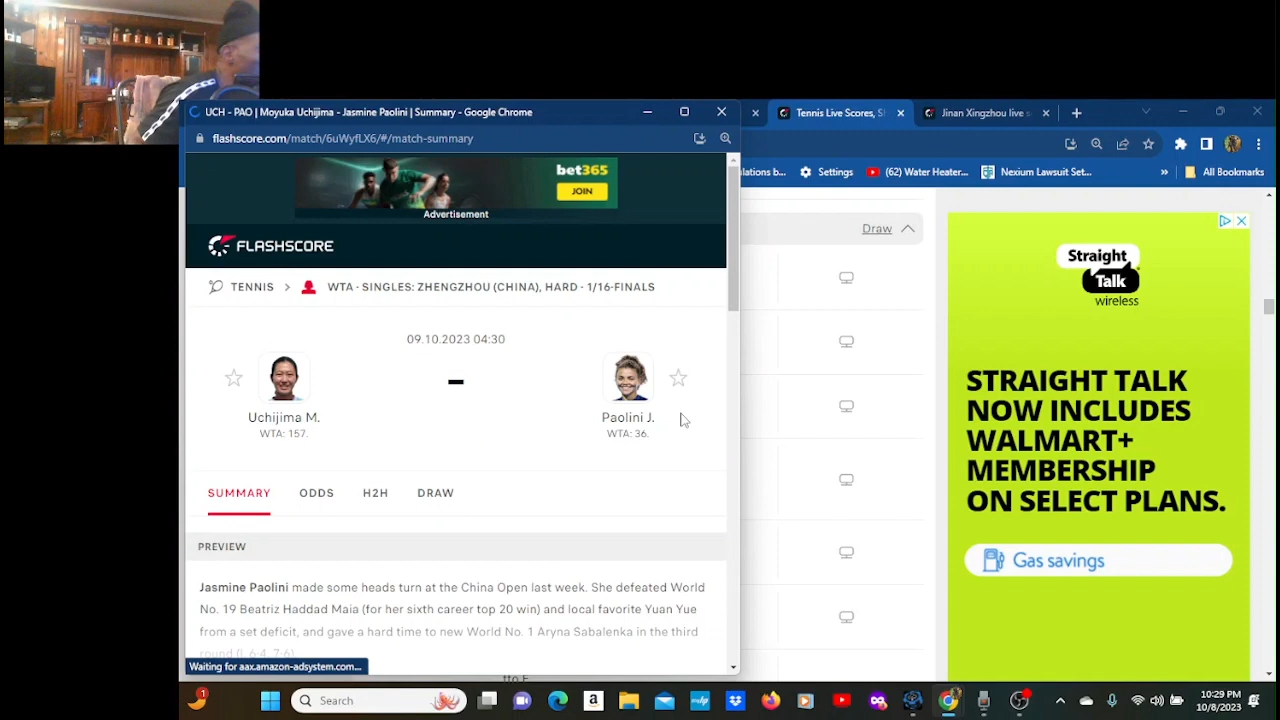 UCH - PAO | Moyuka Uchijima - Jasmine Paolini | Summary - Google Chrome
Tennis Live Scores, S
Jinan Xingzhou live s
flashscore.com/match/6uWyfLX6/#/match-summary
lations b...
Settings
(62) Water Heater...
Nexium Lawsuit Set...
»
All Bookmarks
bet365
JOIN
Advertisement
FLASHSCORE
Draw
TENNIS > WTA - SINGLES: ZHENGZHOU (CHINA), HARD - 1/16-FINALS
09.10.2023 04:30
-
Uchijima M.
WTA: 157.
Paolini J.
WTA: 36.
SUMMARY ODDS H2H DRAW
PREVIEW
Jasmine Paolini made some heads turn at the China Open last week. She defeated World
No. 19 Beatriz Haddad Maia (for her sixth career top 20 win) and local favorite Yuan Yue
from a set deficit, and gave a hard time to new World No. 1 Aryna Sabalenka in the third
round (l. 6-4, 7-6).
Waiting for aax.amazon-adsystem.com...
Straight
Talk
wireless
STRAIGHT TALK
NOW INCLUDES
WALMART+
MEMBERSHIP
ON SELECT PLANS.
Gas savings
1
Search
10:29 PM
10/8/2023